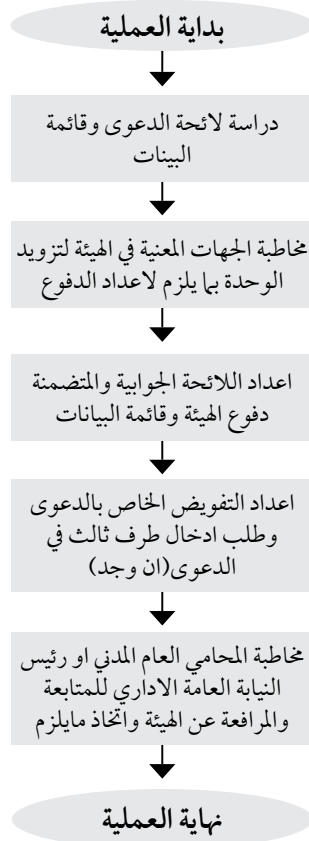 بداية العملية
دراسة لائحة الدعوى وقائمة
البينات
مخاطبة الجهات المعنية في الهيئة لتزويد
الوحدة بما يلزم لاعداد الدفوع
اعداد اللائحة الجوابية والمتضمنة
دفوع الهيئة وقائمة البيانات
اعداد التفويض الخاص بالدعوى
وطلب ادخال طرف ثالث في
الدعوى(ان وجد)
مخاطبة المحامي العام المدني او رئيس
النيابة العامة الاداري للمتابعة
والمرافعة عن الهيئة واتخاذ مايلزم
نهاية العملية